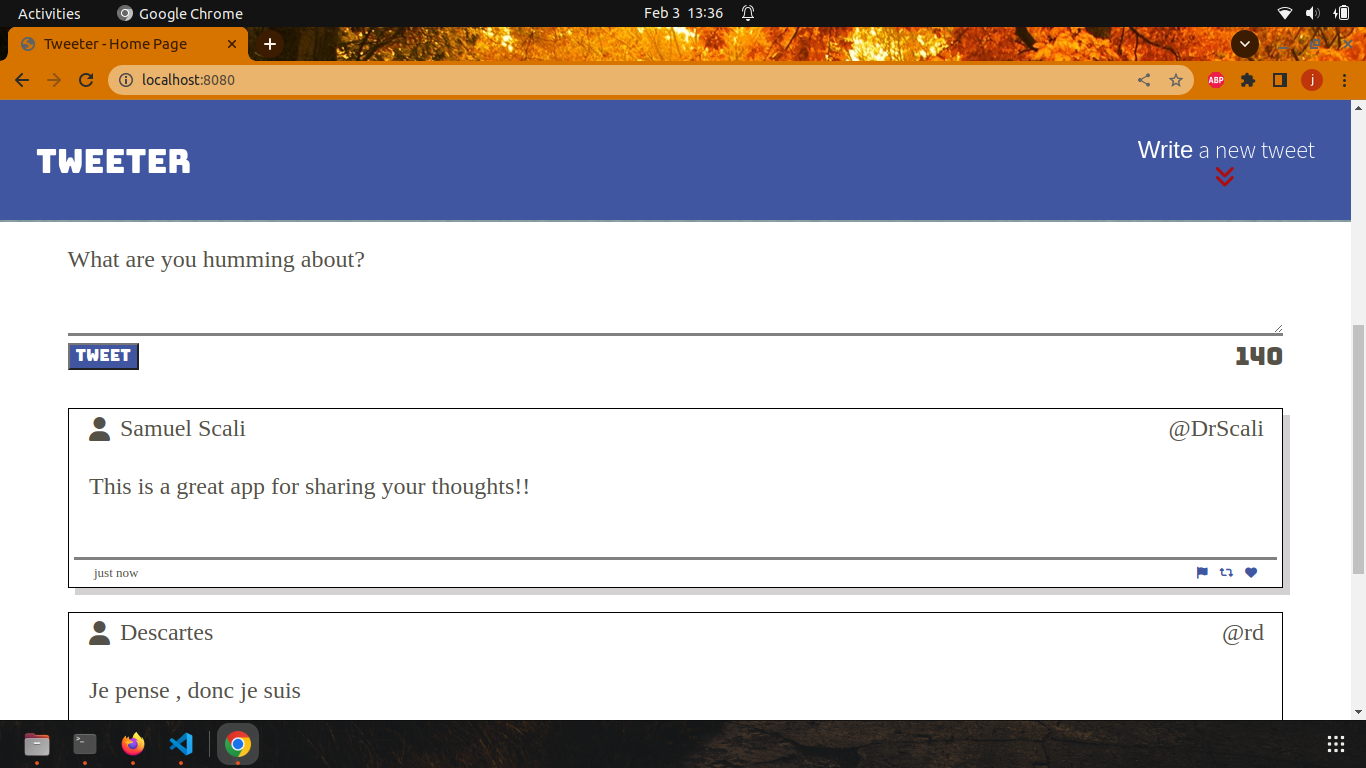 Activities Google Chrome Feb 3 13:36
Tweeter - Home Page
localhost:8080 ABP j
TWEETER
Write a new tweet
What are you humming about?
TWEET 140
Samuel Scali @DrScali
This is a great app for sharing your thoughts!!
just now
Descartes @rd
Je pense , donc je suis